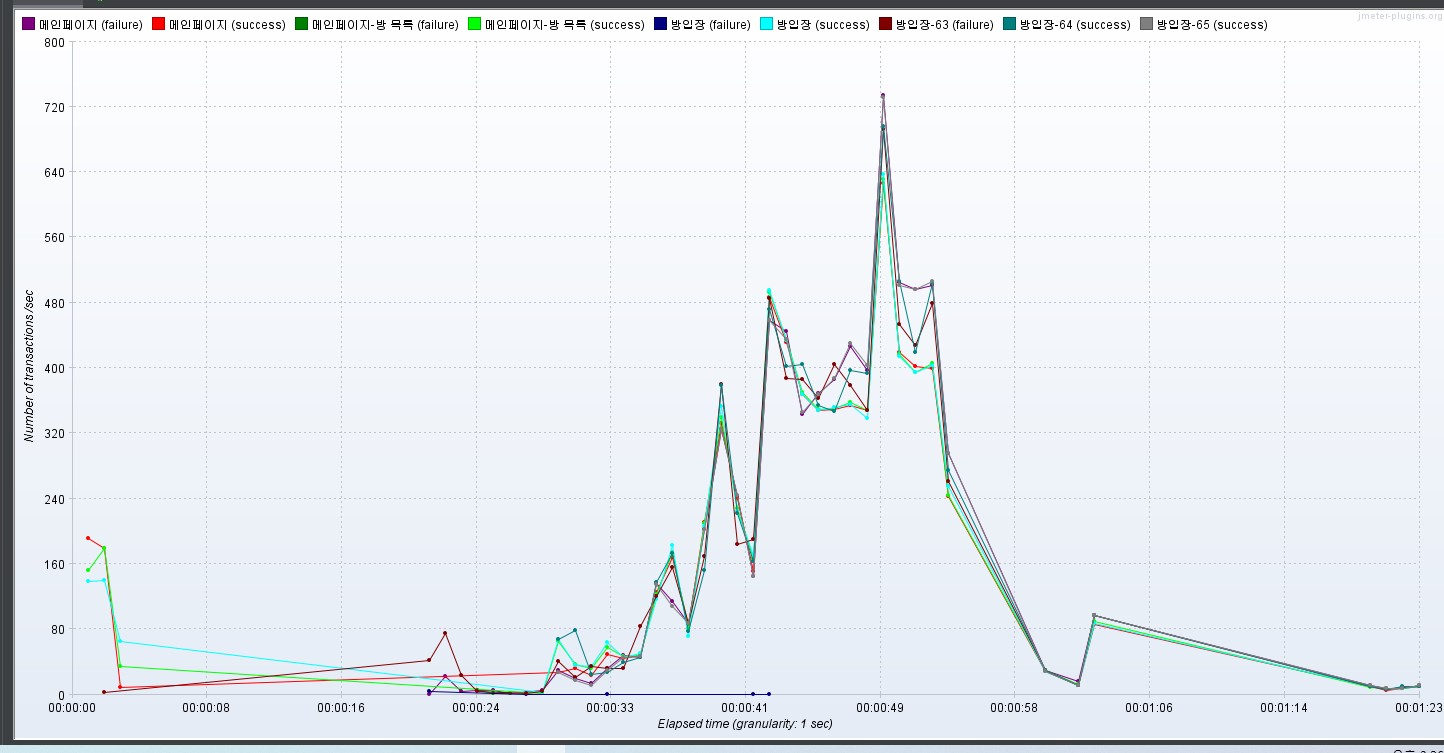 jmeter-plugins.org
메인페이지 (failure) 메인페이지 (success) 메인페이지-방 목록 (failure) 메인페이지-방 목록 (success) 방입장 (failure) 방입장 (success) 방입장-63 (failure) 방입장-64 (success) 방입장-65 (success)
800
720
640
560
480
400
320
240
160
80
0
Number of transactions /sec
00:00:00 00:00:08 00:00:16 00:00:24 00:00:33 00:00:41 00:00:49 00:00:58 00:01:06 00:01:14 00:01:23
Elapsed time (granularity: 1 sec)